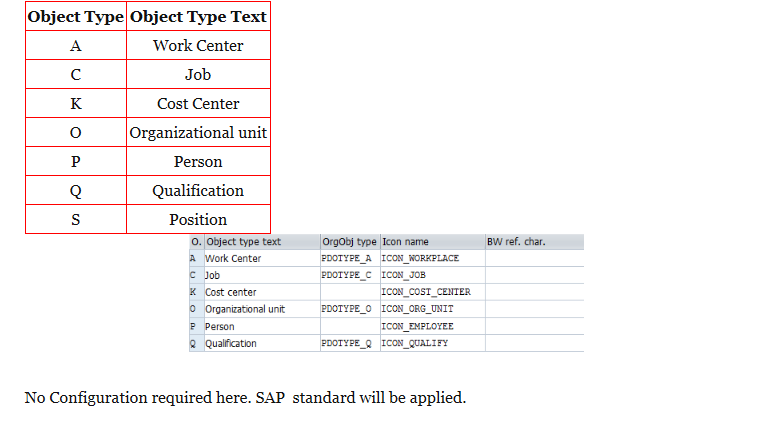 Object Type Object Type Text
A Work Center
C Job
K Cost Center
O Organizational unit
P Person
Q Qualification
S Position
O. Object type text OrgObj type Icon name BW ref. char.
A Work Center PDOTYPE_A ICON_WORKPLACE
C Job PDOTYPE_C ICON_JOB
K Cost center ICON_COST_CENTER
O Organizational unit PDOTYPE_O ICON_ORG_UNIT
P Person ICON_EMPLOYEE
Q Qualification PDOTYPE_Q ICON_QUALIFY
No Configuration required here. SAP  standard will be applied.